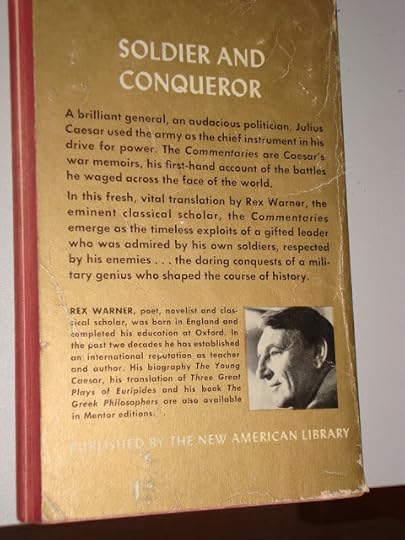 SOLDIER AND
CONQUEROR
A brilliant general, an audacious politician, Julius
Caesar used the army as the chief instrument in his
drive for power. The Commentaries are Caesar's
war memoirs, his first-hand account of the battles
he waged across the face of the world.
In this fresh, vital translation by Rex Warner, the
eminent classical scholar, the Commentaries
emerge as the timeless exploits of a gifted leader
who was admired by his own soldiers, respected
by his enemies . . . the daring conquests of a mili-
tary genius who shaped the course of history.
REX WARNER, poet, novelist and clas-
sical scholar, was born in England and
completed his education at Oxford. In
the past two decades he has established
an international reputation as teacher
and author. His biography The Young
Caesar, his translation of Three Great
Plays of Euripides and his book The
Greek Philosophers are also available
in Mentor editions.
PUBLISHED BY THE NEW AMERICAN LIBRARY